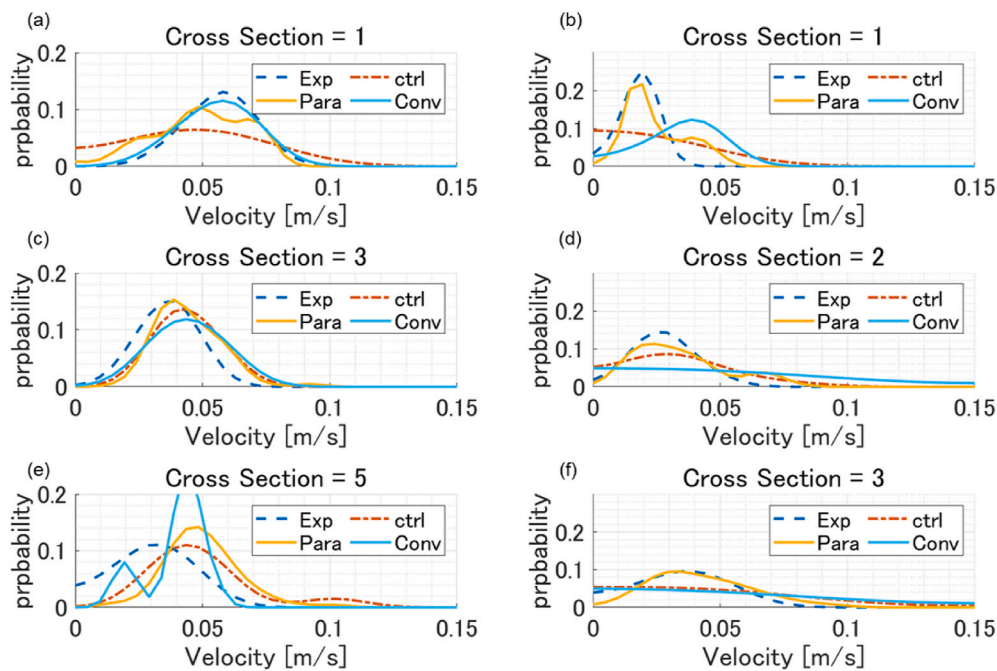 (a)
Cross Section = 1
prpbability
0.2
0.1
0
Exp ctrl
Para Conv
0 0.05 0.1 0.15
Velocity [m/s]
(b)
Cross Section = 1
prpbability
0.2
0.1
0
Exp ctrl
Para Conv
0 0.05 0.1 0.15
Velocity [m/s]
(c)
Cross Section = 3
prpbability
0.2
0.1
0
Exp ctrl
Para Conv
0 0.05 0.1 0.15
Velocity [m/s]
(d)
Cross Section = 2
prpbability
0.2
0.1
0
Exp ctrl
Para Conv
0 0.05 0.1 0.15
Velocity [m/s]
(e)
Cross Section = 5
prpbability
0.2
0.1
0
Exp ctrl
Para Conv
0 0.05 0.1 0.15
Velocity [m/s]
(f)
Cross Section = 3
prpbability
0.2
0.1
0
Exp ctrl
Para Conv
0 0.05 0.1 0.15
Velocity [m/s]